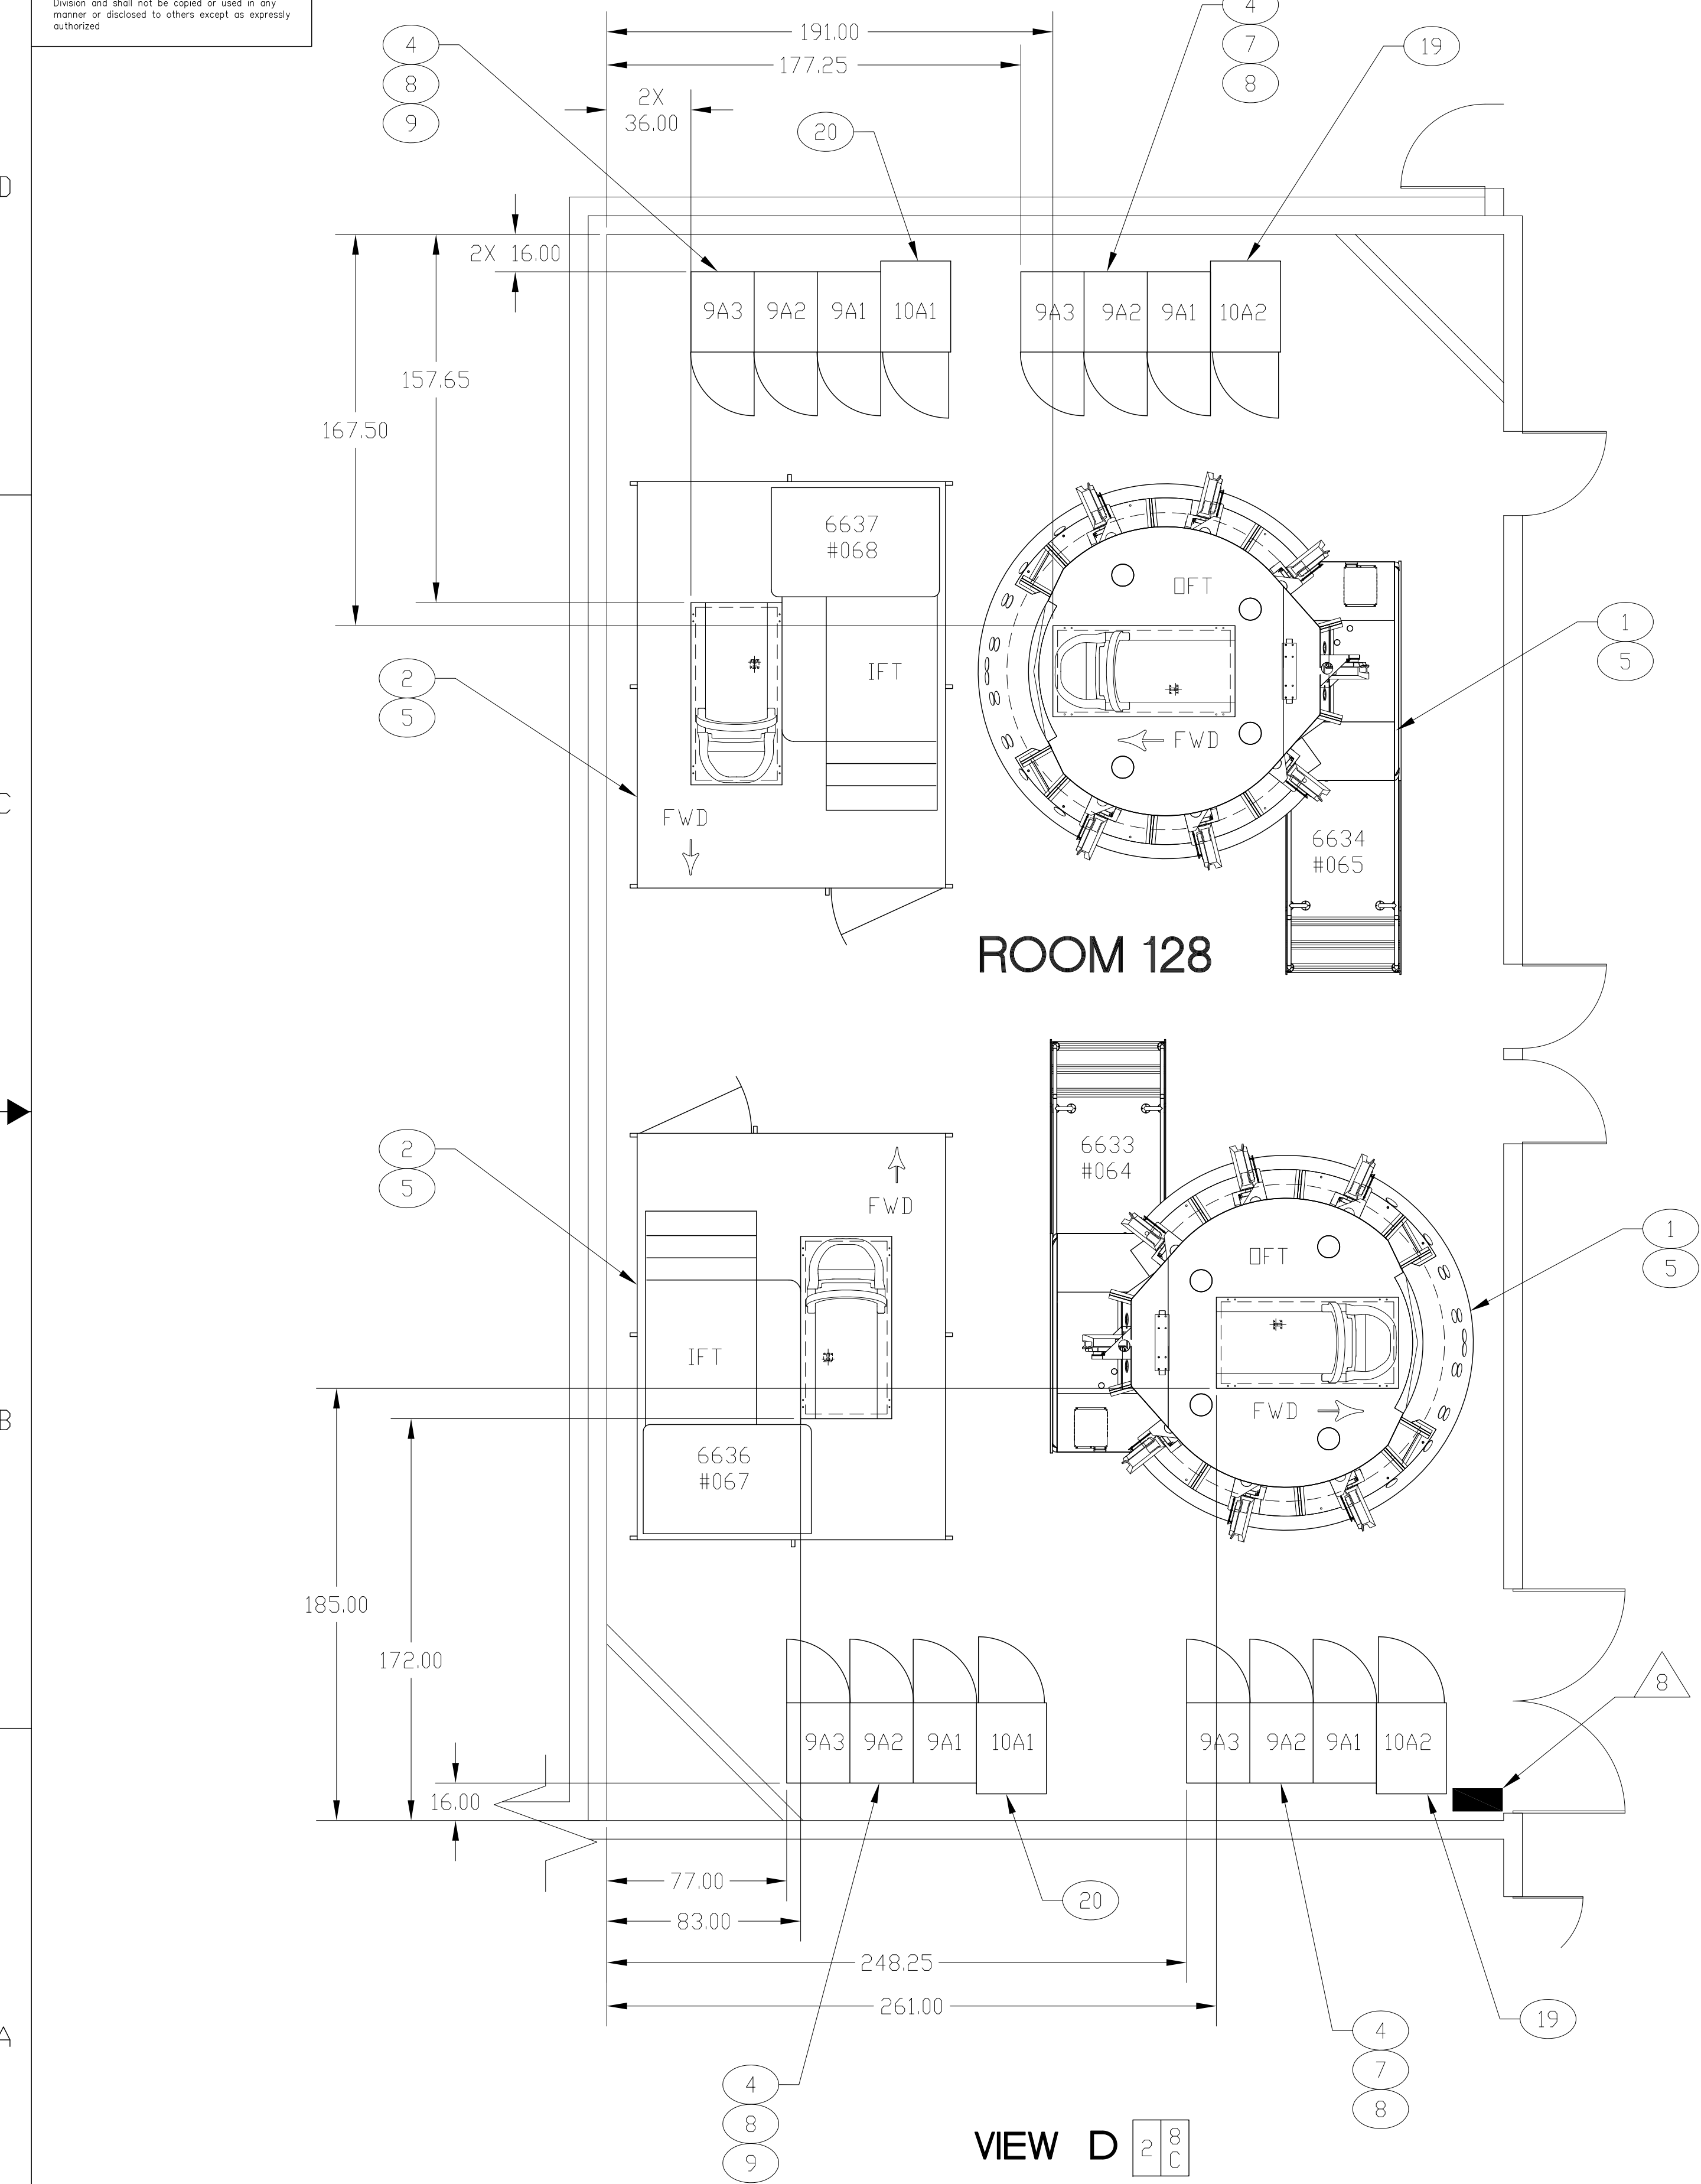 Division and shall not be copied or used in any
manner or disclosed to others except as expressly
authorized
191.00
177.25
2X
36.00
4
8
9
20
4
7
8
19
D
2X 16.00
157.65
167.50
9A3 9A2 9A1 10A1
9A3 9A2 9A1 10A2
6637
#068
IFT
FWD
OFT
FWD
6634
#065
1
5
2
5
C
ROOM 128
6633
#064
2
5
FWD
IFT
6636
#067
OFT
FWD
1
5
B
185.00
172.00
16.00
9A3 9A2 9A1 10A1
9A3 9A2 9A1 10A2
8
77.00
83.00
248.25
261.00
20
19
A
4
8
9
4
7
8
VIEW D
2
8
C